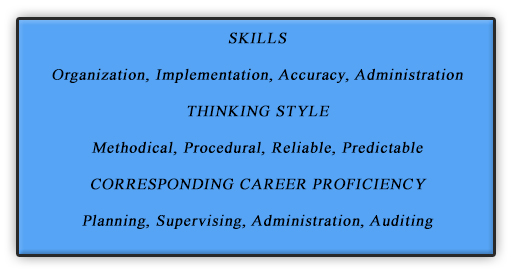 SKILLS
Organization, Implementation, Accuracy, Administration
THINKING STYLE
Methodical, Procedural, Reliable, Predictable
CORRESPONDING CAREER PROFICIENCY
Planning, Supervising, Administration, Auditing